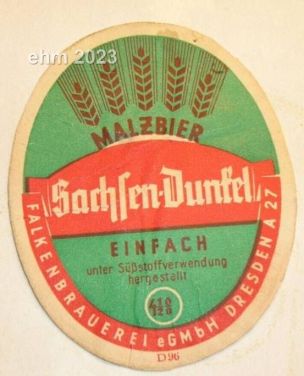 ehm 2023
MALZBIER
Sachsen-Dunkel
EINFACH
unter Süßstoffverwendung
hergestellt
FALKENBRAUEREI eGMbH DRESDEN A 27
D96